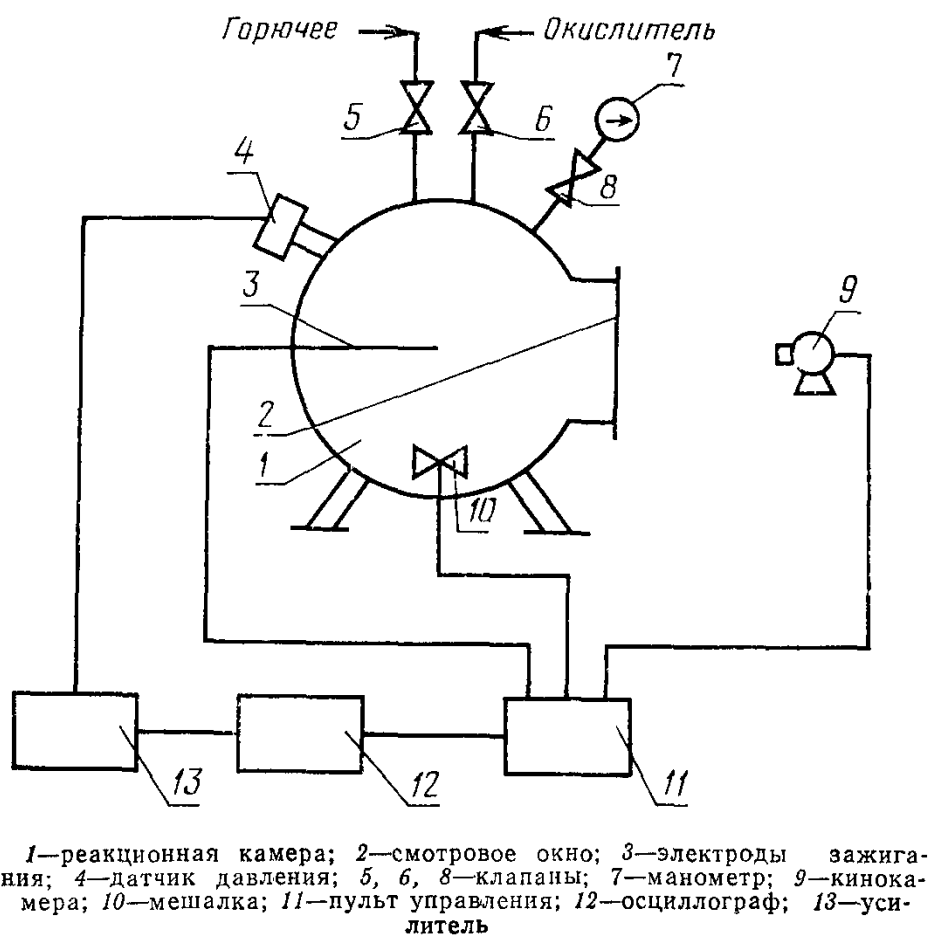 Горючее Окислитель
7
5 6
4 8
3 9
2
1
10
13 12 11
1—реакционная камера; 2—смотровое окно; 3—электроды зажига-
ния; 4—датчик давления; 5, 6, 8—клапаны; 7—манометр; 9—кинока-
мера; 10—мешалка; 11—пульт управления; 12—осциллограф; 13—уси-
литель